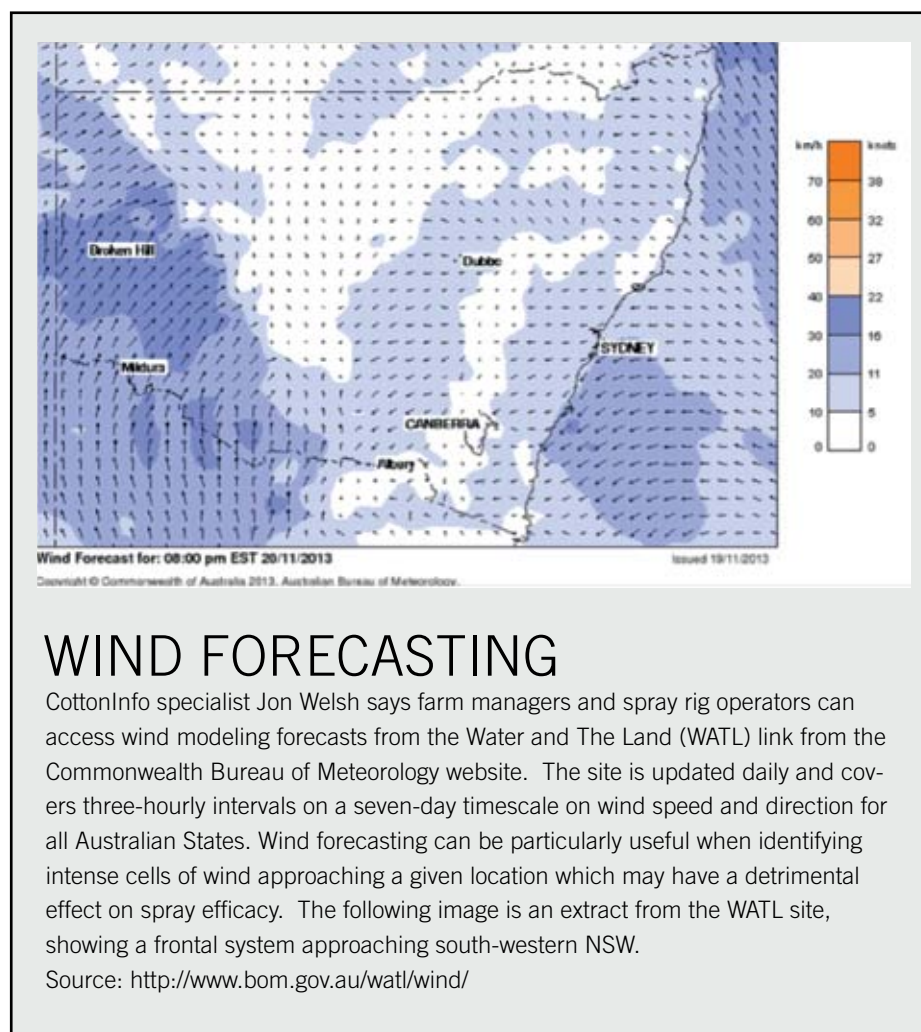 km/h knots
70 38
60 32
50 27
40 22
30 16
20 11
10 5
0 0
Broken Hill
Dubbo
SYDNEY
Mildura
CANBERRA
Albury
Wind Forecast for: 08:00 pm EST 20/11/2013 Issued 19/11/2013
Copyright © Commonwealth of Australia 2013, Australian Bureau of Meteorology.
WIND FORECASTING
CottonInfo specialist Jon Welsh says farm managers and spray rig operators can
access wind modeling forecasts from the Water and The Land (WATL) link from the
Commonwealth Bureau of Meteorology website. The site is updated daily and cov-
ers three-hourly intervals on a seven-day timescale on wind speed and direction for
all Australian States. Wind forecasting can be particularly useful when identifying
intense cells of wind approaching a given location which may have a detrimental
effect on spray efficacy. The following image is an extract from the WATL site,
showing a frontal system approaching south-western NSW.
Source: http://www.bom.gov.au/watl/wind/